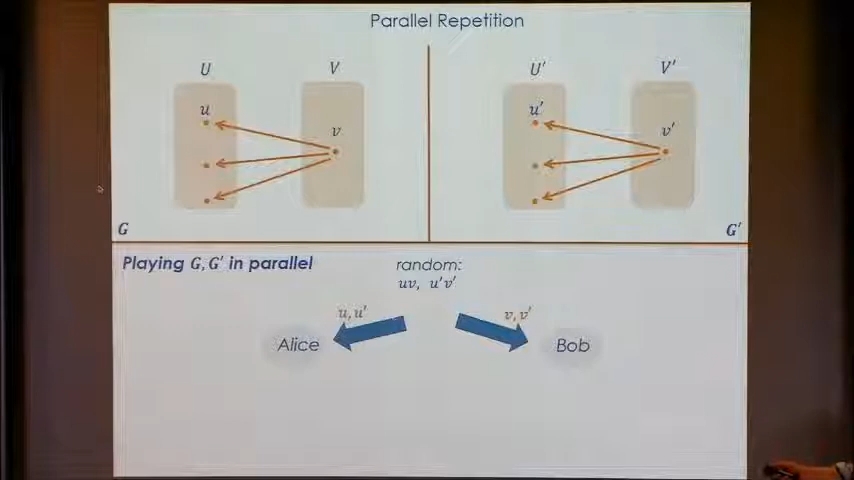 Parallel Repetition
U V U′ V′
u u′
v v′
G G′
Playing G, G′ in parallel
random:
uv, u′v′
u, u′ v, v′
Alice Bob